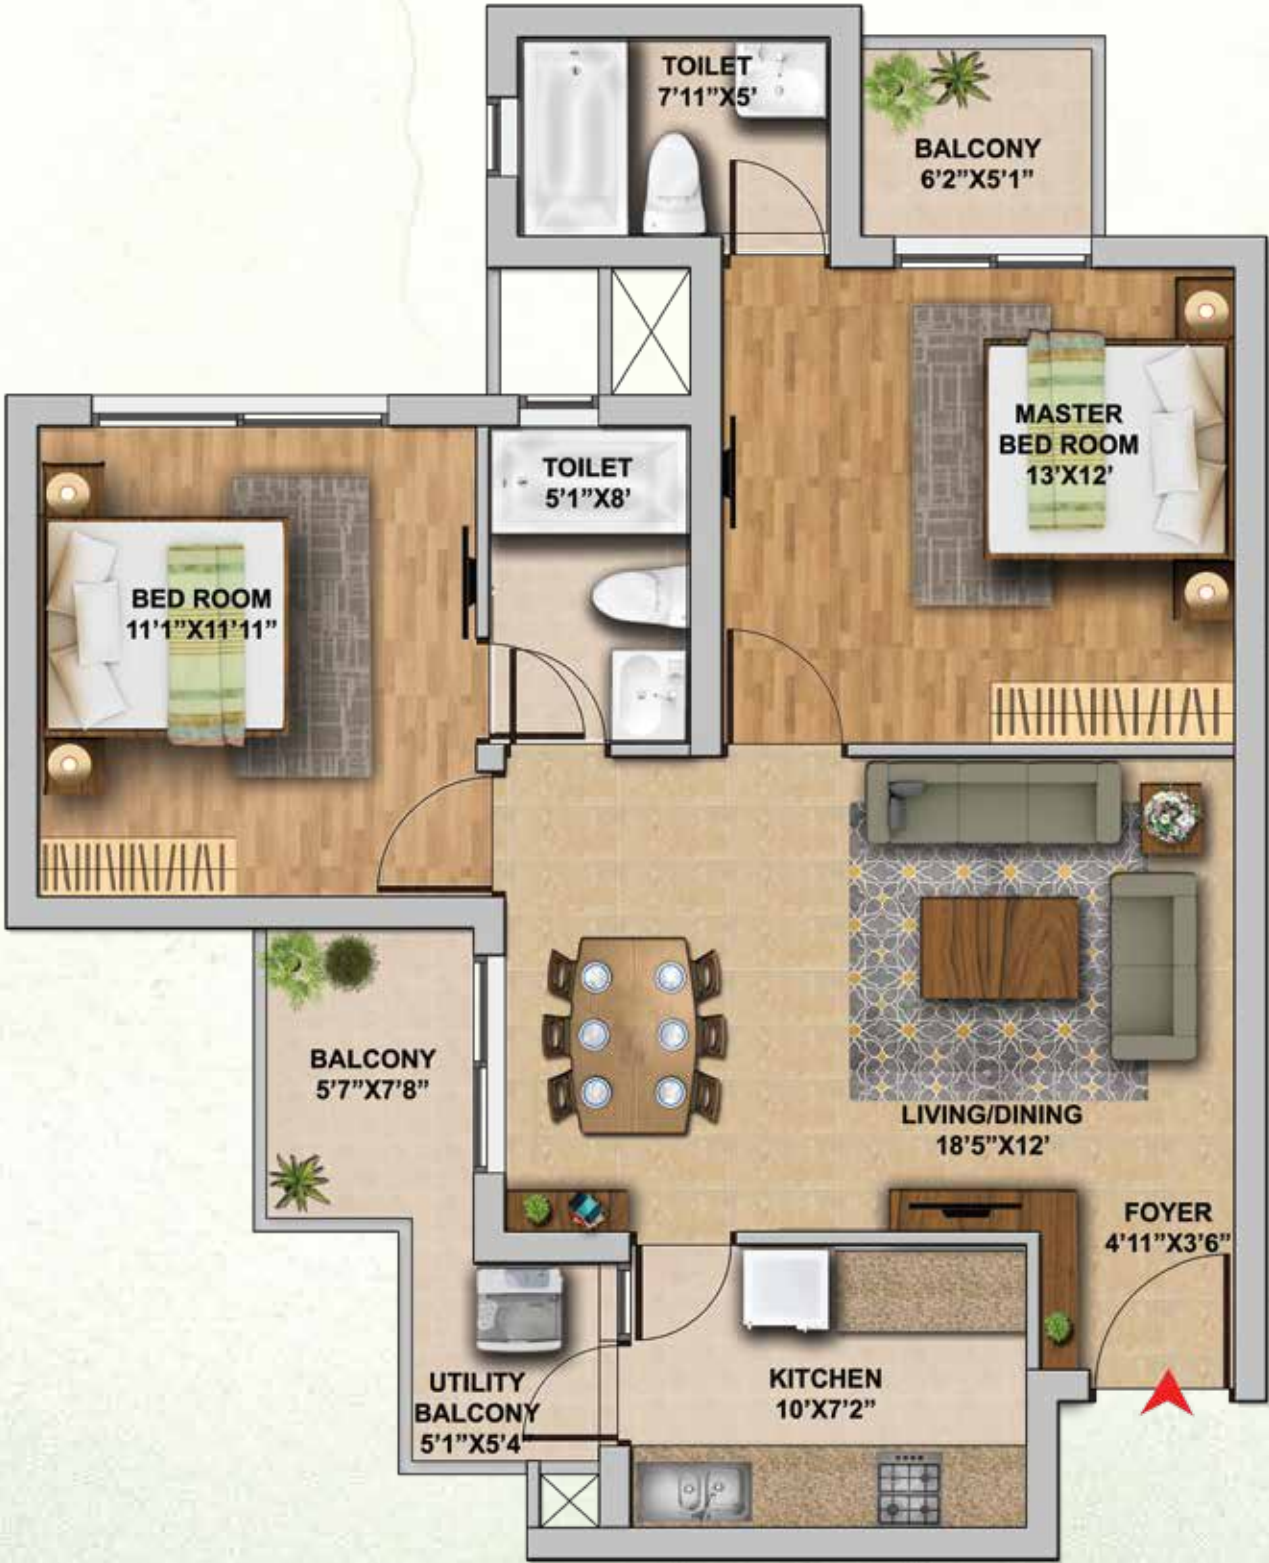 TOILET
7'11”X5'
BALCONY
6'2”X5'1”
MASTER
BED ROOM
13'X12'
TOILET
5'1”X8'
BED ROOM
11'1”X11'11”
BALCONY
5'7”X7'8”
LIVING/DINING
18'5”X12'
FOYER
4'11”X3'6”
UTILITY
BALCONY
5'1”X5'4
KITCHEN
10'X7'2”